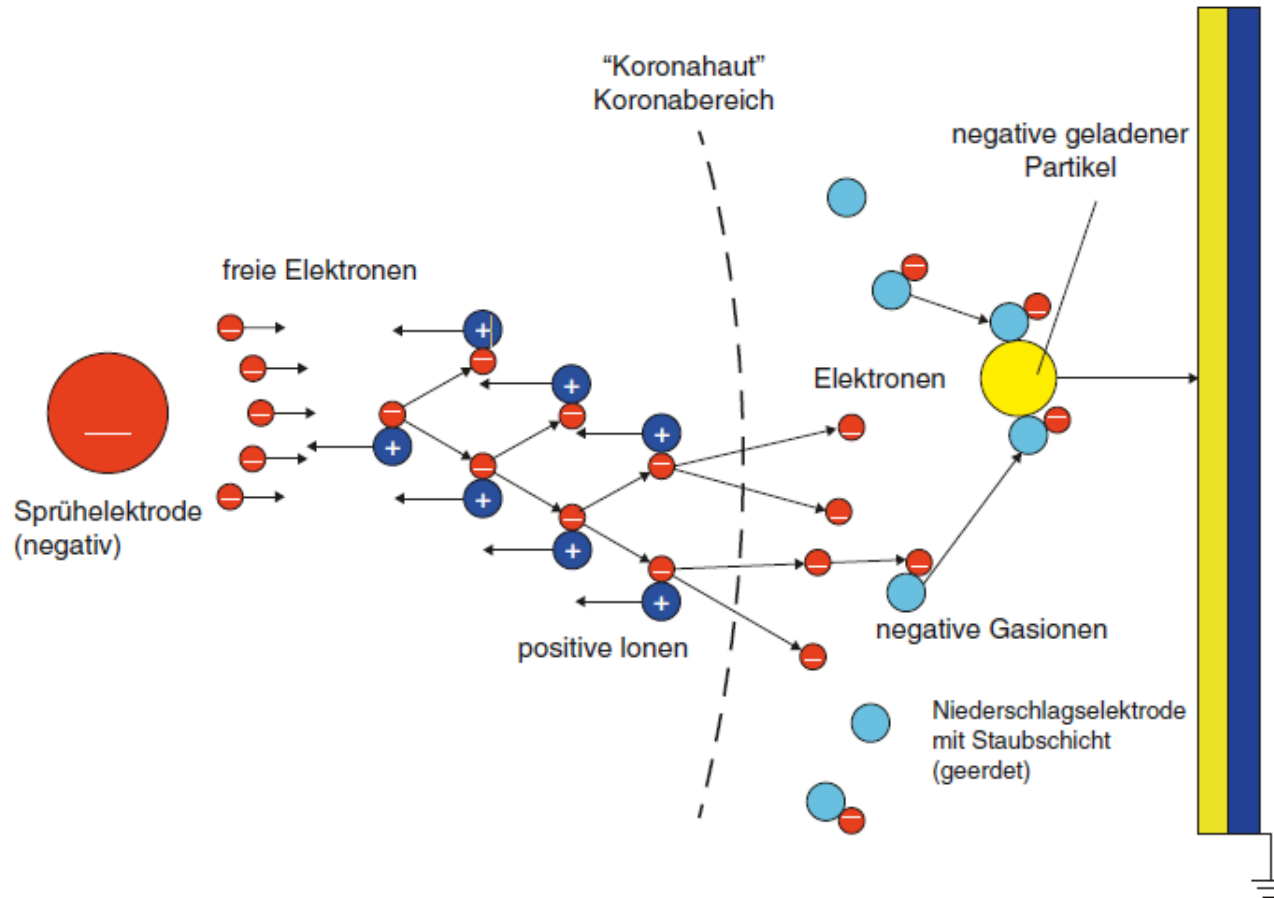 “Koronahaut”
Koronabereich
negative geladener
Partikel
freie Elektronen
Elektronen
Sprühelektrode
(negativ)
positive Ionen
negative Gasionen
Niederschlagselektrode
mit Staubschicht
(geerdet)